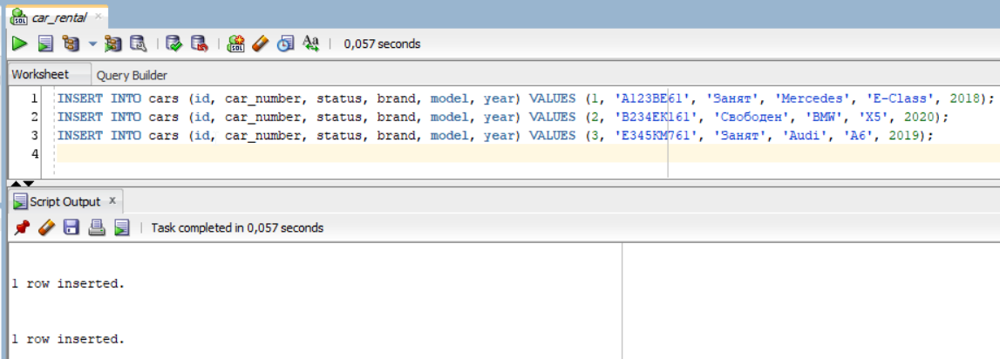 car_rental
0,057 seconds
Worksheet Query Builder
1 INSERT INTO cars (id, car_number, status, brand, model, year) VALUES (1, 'А123ВЕ61', 'Занят', 'Mercedes', 'E-Class', 2018);
2 INSERT INTO cars (id, car_number, status, brand, model, year) VALUES (2, 'В234ЕК161', 'Свободен', 'BMW', 'X5', 2020);
3 INSERT INTO cars (id, car_number, status, brand, model, year) VALUES (3, 'Е345КМ761', 'Занят', 'Audi', 'A6', 2019);
4
Script Output x
Task completed in 0,057 seconds
1 row inserted.
1 row inserted.